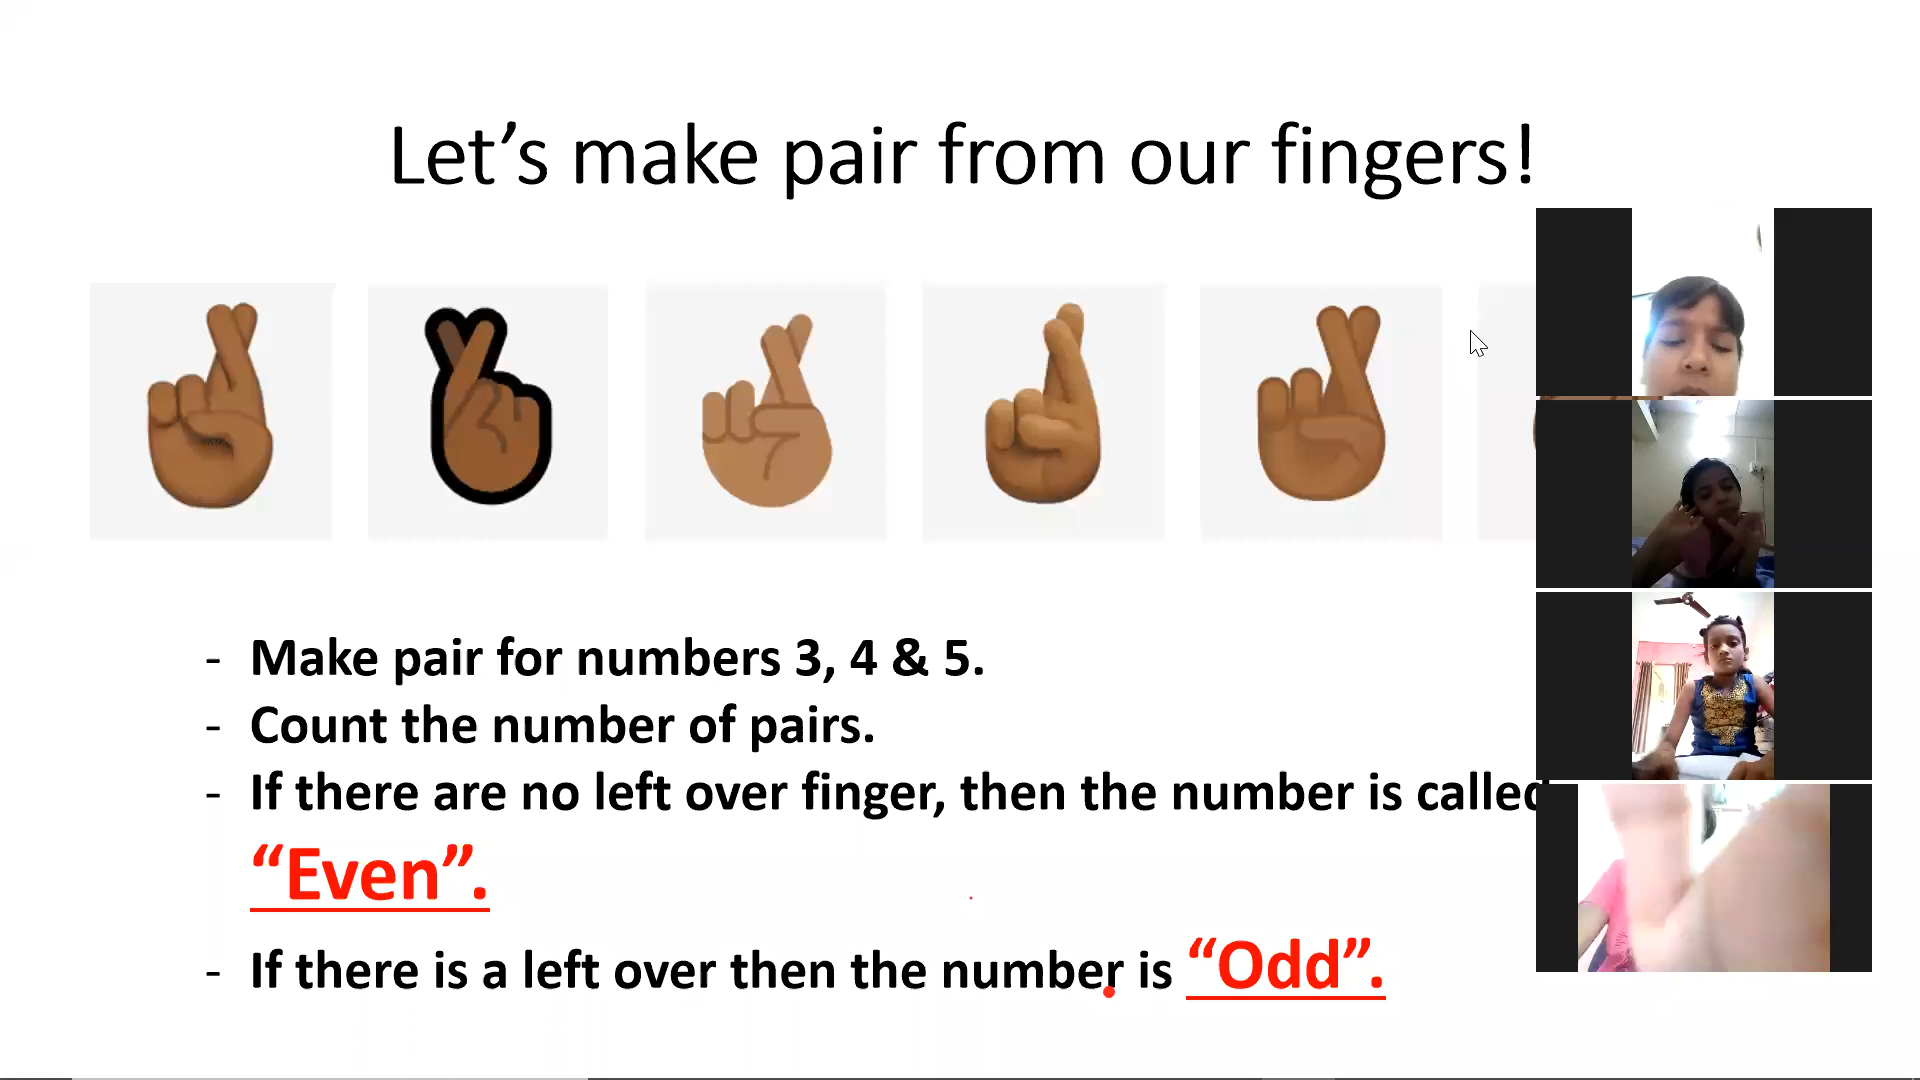 Let’s make pair from our fingers!
- Make pair for numbers 3, 4 & 5.
- Count the number of pairs.
- If there are no left over finger, then the number is called
“Even”.
- If there is a left over then the number is “Odd”.